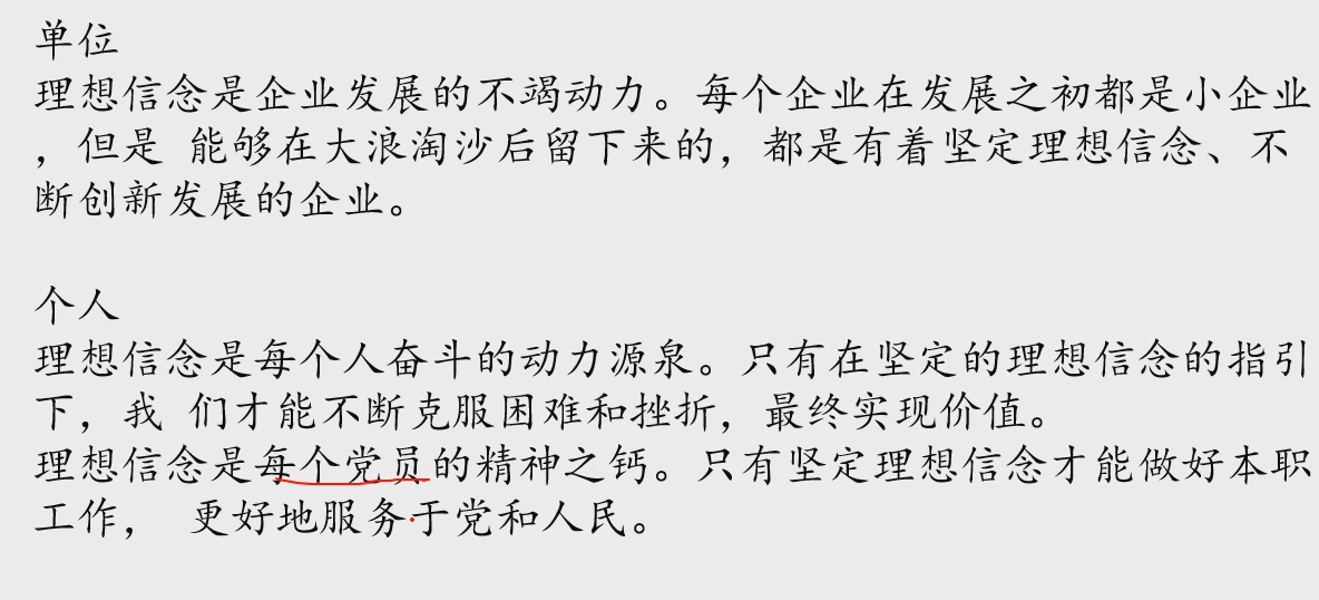 单位
理想信念是企业发展的不竭动力。每个企业在发展之初都是小企业
，但是 能够在大浪淘沙后留下来的，都是有着坚定理想信念、不
断创新发展的企业。
个人
理想信念是每个人奋斗的动力源泉。只有在坚定的理想信念的指引
下，我 们才能不断克服困难和挫折，最终实现价值。
理想信念是每个党员的精神之钙。只有坚定理想信念才能做好本职
工作， 更好地服务于党和人民。